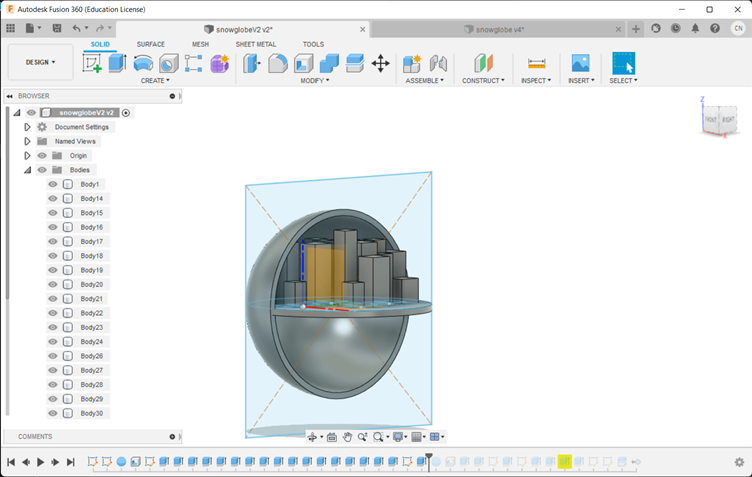 Autodesk Fusion 360 (Education License)
snowglobeV2 v2*
snowglobe v4*
CN
SOLID SURFACE MESH SHEET METAL TOOLS
DESIGN
CREATE MODIFY ASSEMBLE CONSTRUCT INSPECT INSERT SELECT
BROWSER
snowglobeV2 v2
Document Settings
Named Views
Origin
Bodies
Body1
Body14
Body15
Body16
Body17
Body18
Body19
Body20
Body21
Body22
Body23
Body24
Body26
Body27
Body28
Body29
Body30
Z
FRONT RIGHT
COMMENTS